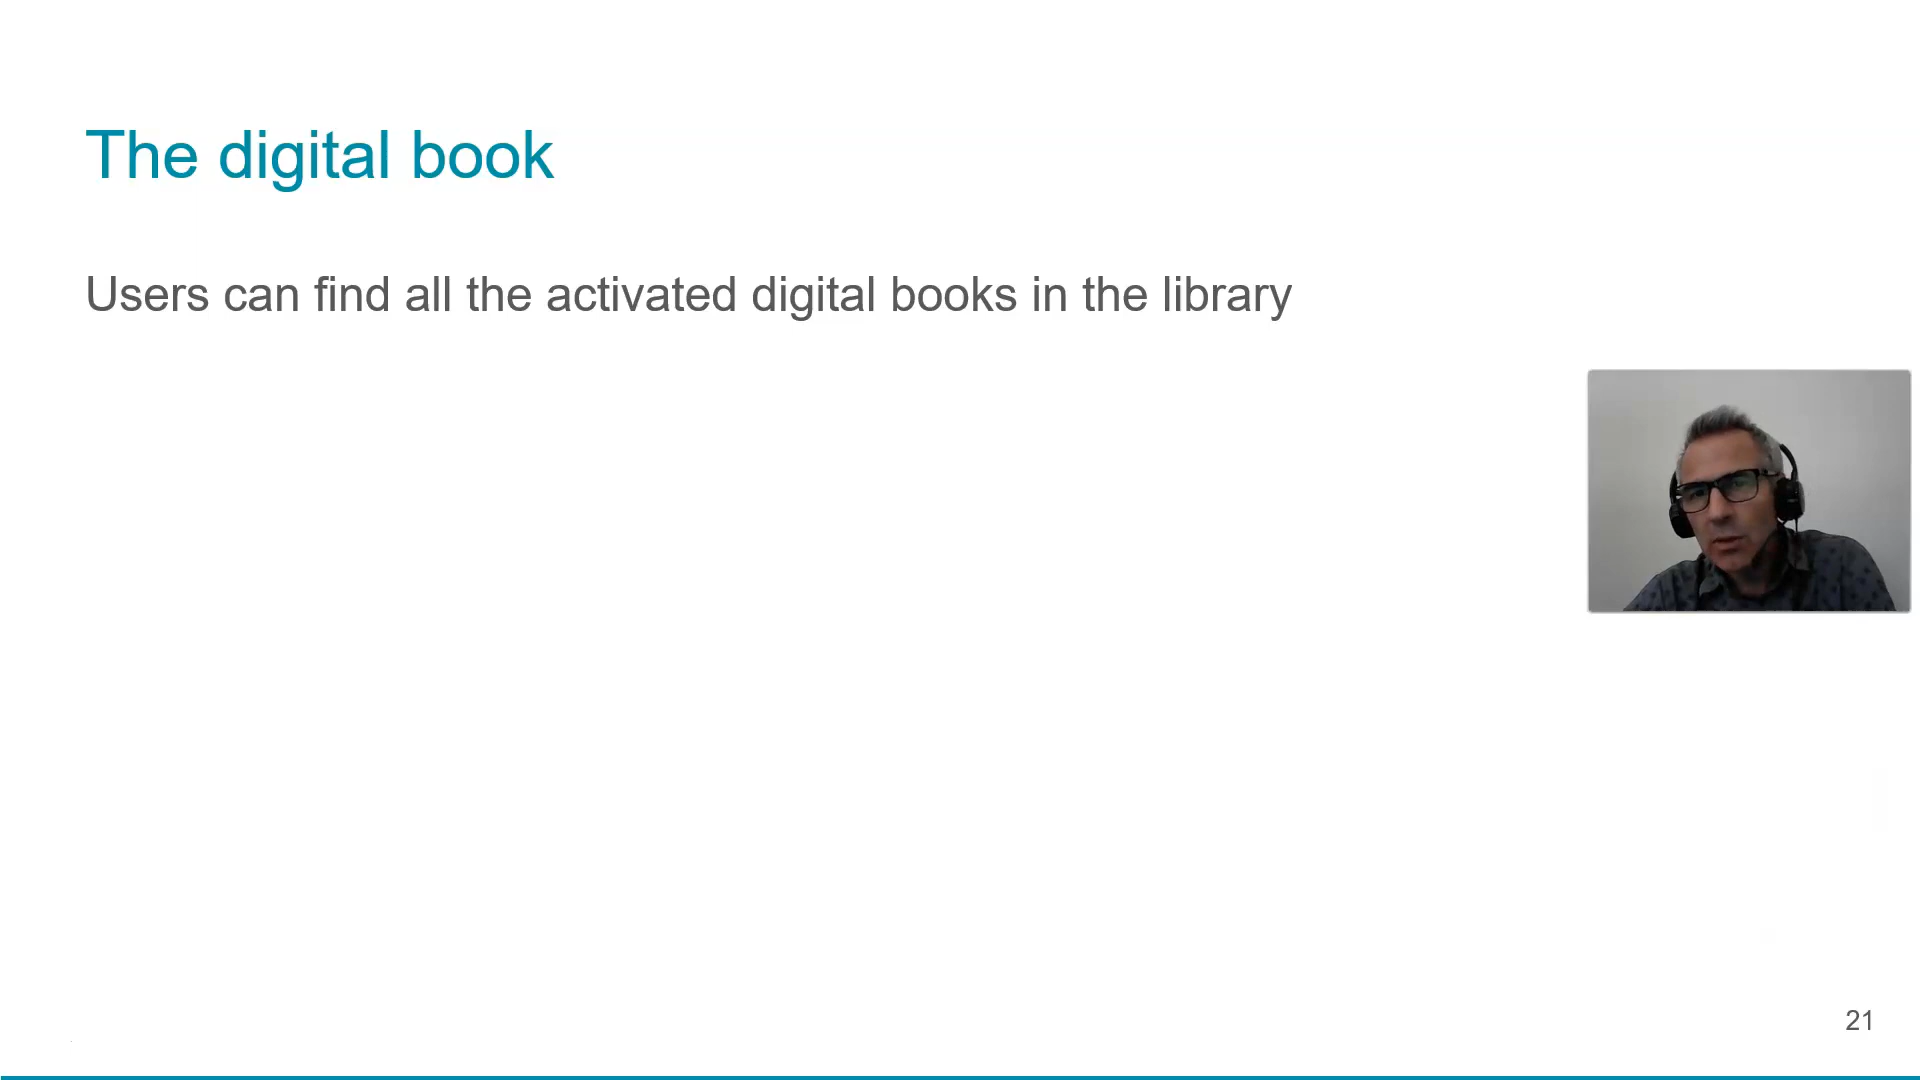 The digital book
Users can find all the activated digital books in the library
21